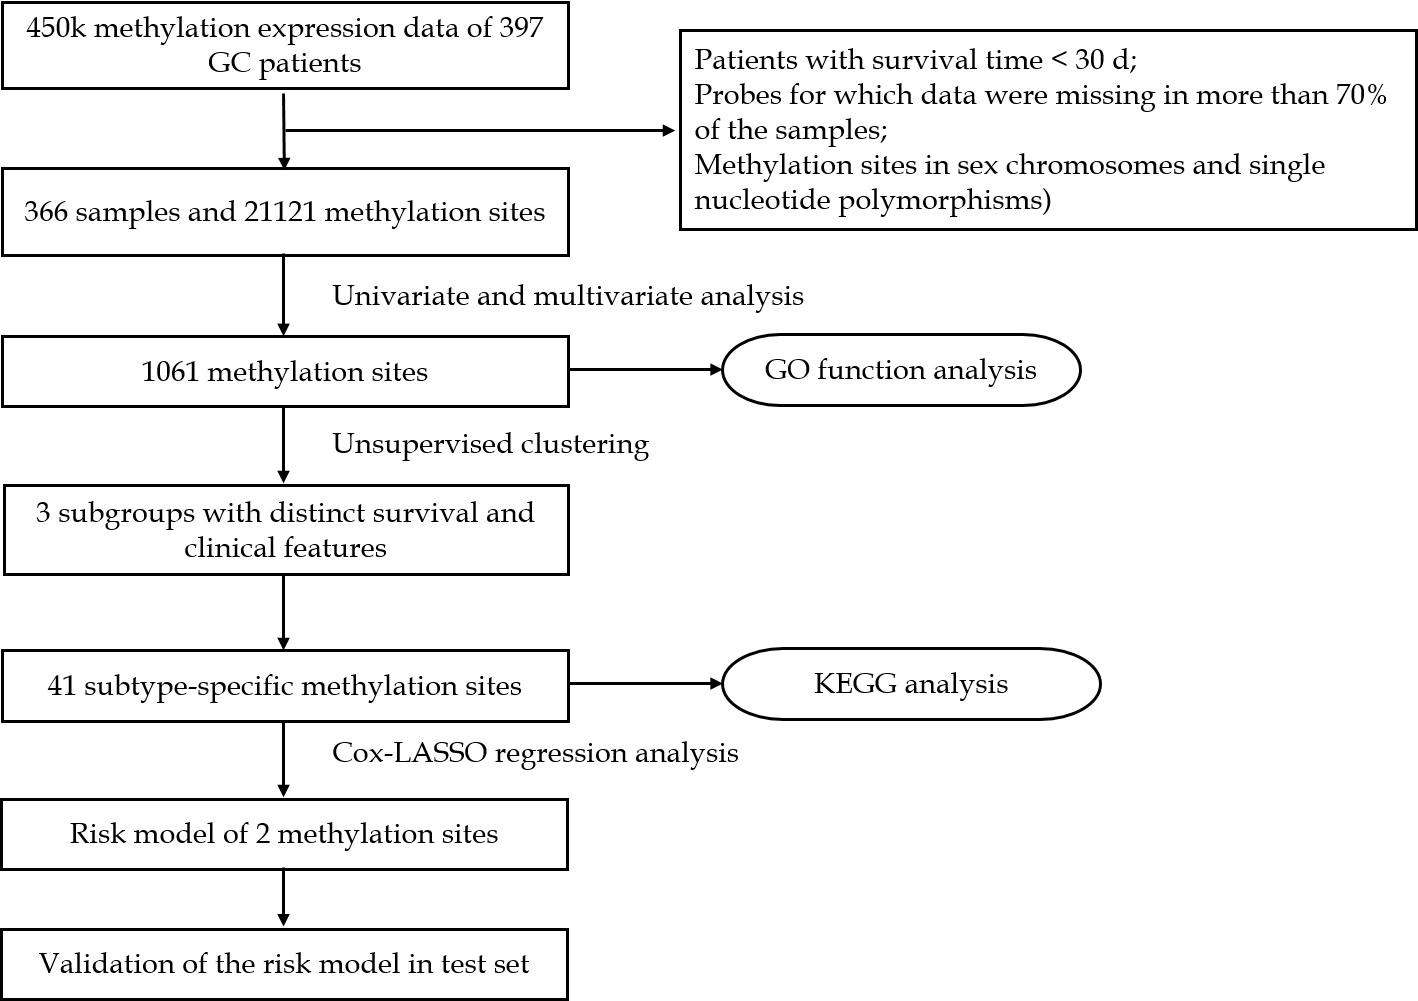 450k methylation expression data of 397
GC patients
Patients with survival time < 30 d;
Probes for which data were missing in more than 70%
of the samples;
Methylation sites in sex chromosomes and single
nucleotide polymorphisms)
366 samples and 21121 methylation sites
Univariate and multivariate analysis
1061 methylation sites
GO function analysis
Unsupervised clustering
3 subgroups with distinct survival and
clinical features
41 subtype-specific methylation sites
KEGG analysis
Cox-LASSO regression analysis
Risk model of 2 methylation sites
Validation of the risk model in test set